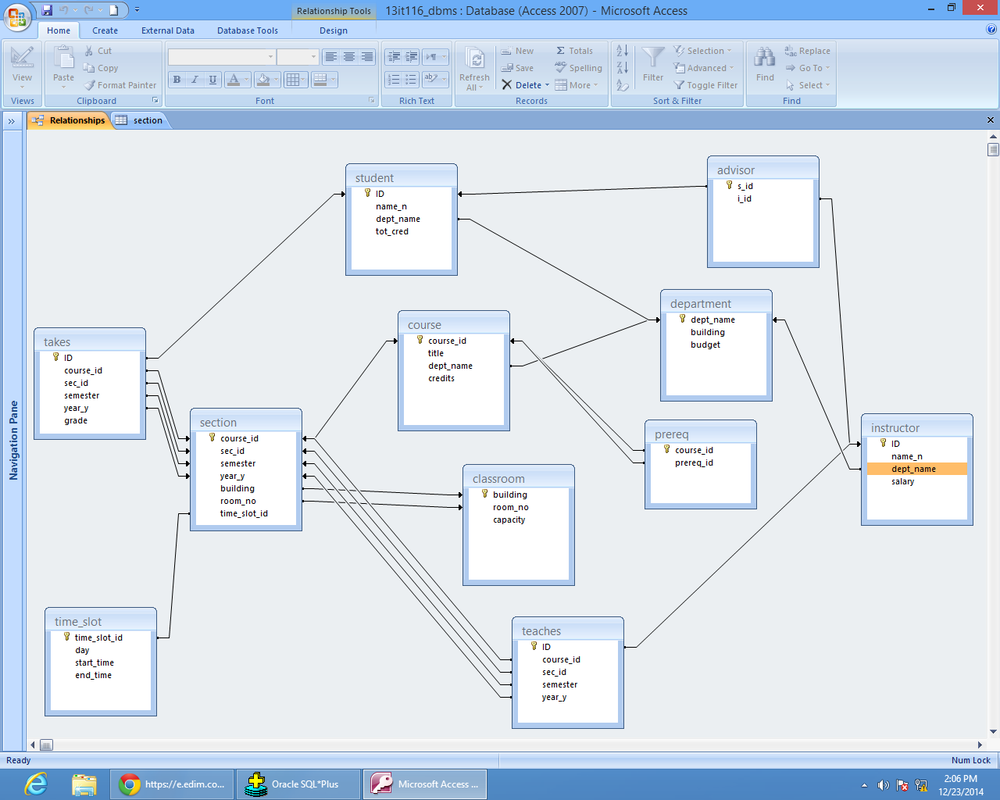 Relationship Tools
13it116_dbms : Database (Access 2007) - Microsoft Access
Home
Create
External Data
Database Tools
Design
View
Views
Paste
Cut
Copy
Format Painter
Clipboard
B I U A
Font
Rich Text
Refresh
All
New
Save
Delete
Σ Totals
Spelling
More
Records
Filter
Selection
Advanced
Toggle Filter
Sort & Filter
Find
Replace
Go To
Select
Find
Relationships
section
Navigation Pane
student
ID
name_n
dept_name
tot_cred
advisor
s_id
i_id
department
dept_name
building
budget
course
course_id
title
dept_name
credits
takes
ID
course_id
sec_id
semester
year_y
grade
section
course_id
sec_id
semester
year_y
building
room_no
time_slot_id
prereq
course_id
prereq_id
instructor
ID
name_n
dept_name
salary
classroom
building
room_no
capacity
time_slot
time_slot_id
day
start_time
end_time
teaches
ID
course_id
sec_id
semester
year_y
Ready
Num Lock
https://e.edim.co...
Oracle SQL*Plus
Microsoft Access ...
2:06 PM
12/23/2014